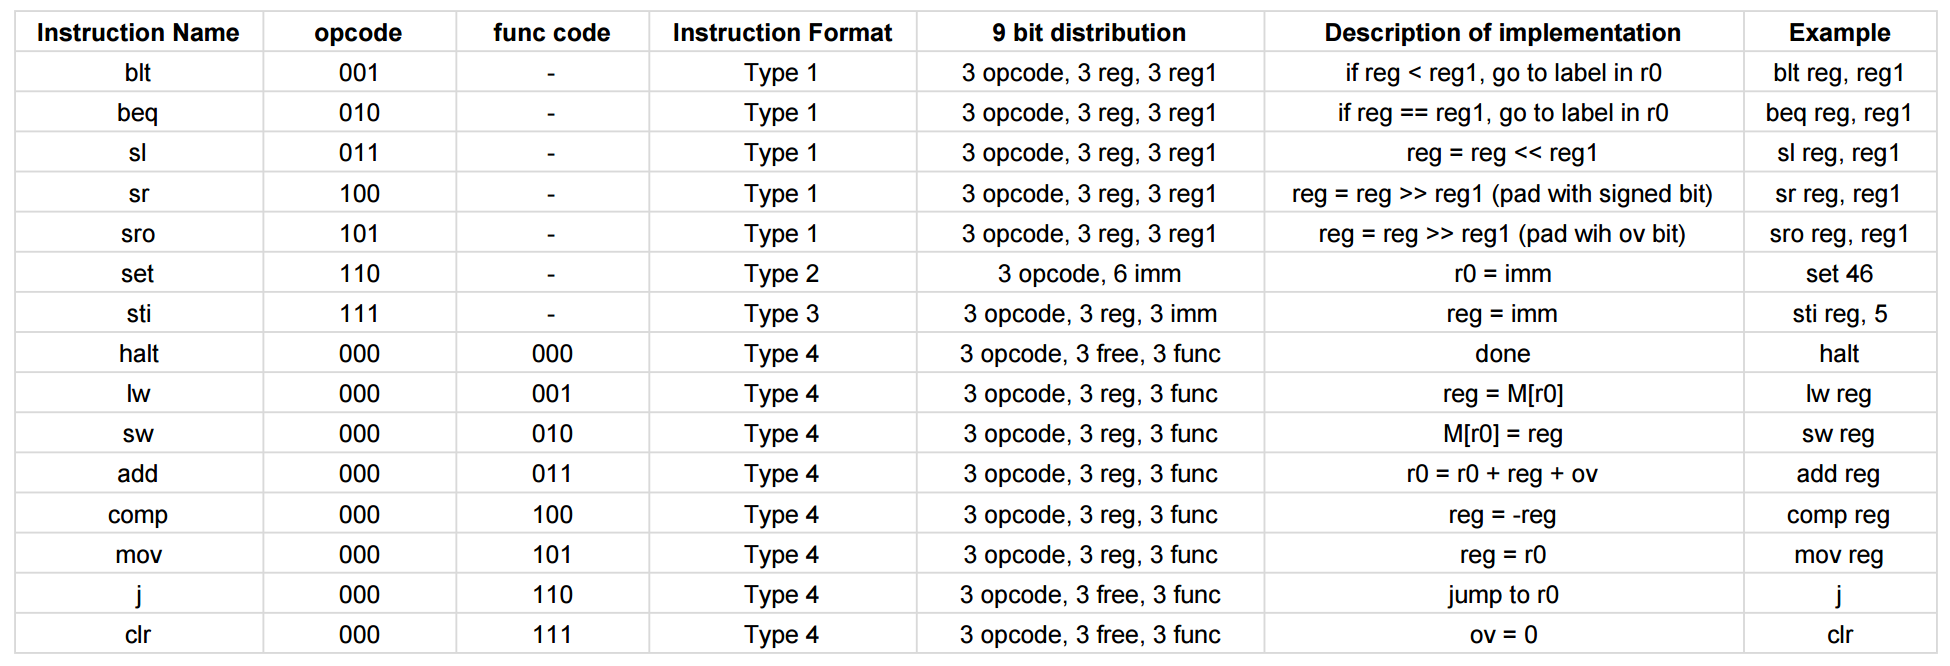 Instruction Name opcode func code Instruction Format 9 bit distribution Description of implementation Example
blt 001 - Type 1 3 opcode, 3 reg, 3 reg1 if reg < reg1, go to label in r0 blt reg, reg1
beq 010 - Type 1 3 opcode, 3 reg, 3 reg1 if reg == reg1, go to label in r0 beq reg, reg1
sl 011 - Type 1 3 opcode, 3 reg, 3 reg1 reg = reg << reg1 sl reg, reg1
sr 100 - Type 1 3 opcode, 3 reg, 3 reg1 reg = reg >> reg1 (pad with signed bit) sr reg, reg1
sro 101 - Type 1 3 opcode, 3 reg, 3 reg1 reg = reg >> reg1 (pad wih ov bit) sro reg, reg1
set 110 - Type 2 3 opcode, 6 imm r0 = imm set 46
sti 111 - Type 3 3 opcode, 3 reg, 3 imm reg = imm sti reg, 5
halt 000 000 Type 4 3 opcode, 3 free, 3 func done halt
lw 000 001 Type 4 3 opcode, 3 reg, 3 func reg = M[r0] lw reg
sw 000 010 Type 4 3 opcode, 3 reg, 3 func M[r0] = reg sw reg
add 000 011 Type 4 3 opcode, 3 reg, 3 func r0 = r0 + reg + ov add reg
comp 000 100 Type 4 3 opcode, 3 reg, 3 func reg = -reg comp reg
mov 000 101 Type 4 3 opcode, 3 reg, 3 func reg = r0 mov reg
j 000 110 Type 4 3 opcode, 3 free, 3 func jump to r0 j
clr 000 111 Type 4 3 opcode, 3 free, 3 func ov = 0 clr